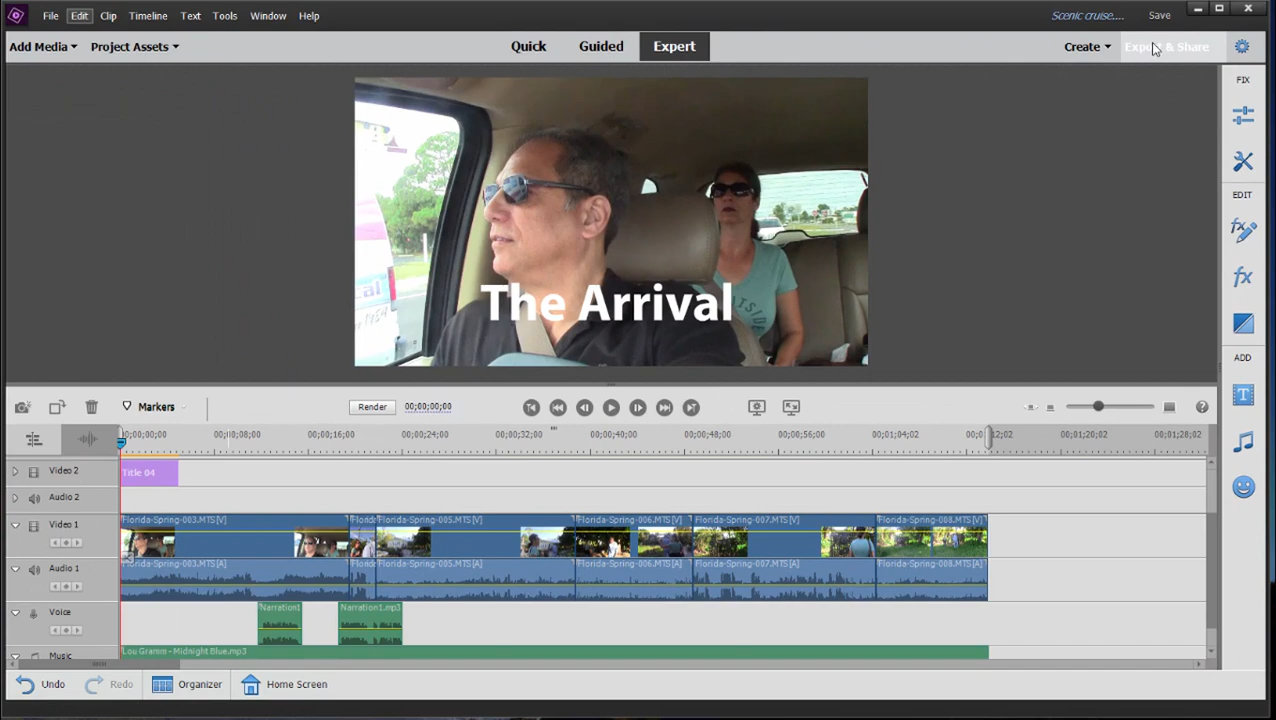 File Edit Clip Timeline Text Tools Window Help Scenic cruise.... Save
Add Media Project Assets Quick Guided Expert Create Export & Share
FIX
EDIT
The Arrival
ADD
Markers Render 00;00;00;00
;00;00;00 00;00;08;00 00;00;16;00 00;00;24;00 00;00;32;00 00;00;40;00 00;00;48;00 00;00;56;00 00;01;04;02 00;0 12;02 00;01;20;02 00;01;28;02
Video 2 Title 04
Audio 2
Video 1 Florida-Spring-003.MTS [V] Florid Florida-Spring-005.MTS [V] Florida-Spring-006.MTS [V] Florida-Spring-007.MTS [V] Florida-Spring-008.MTS [V]
Audio 1 Florida-Spring-003.MTS [A] Florida-Spring-005.MTS [A] Florida-Spring-006.MTS [A] Florida-Spring-007.MTS [A] Florida-Spring-008.MTS [A]
Voice Narration1 Narration1.mp3
Music Lou Gramm - Midnight Blue.mp3
Undo Redo Organizer Home Screen